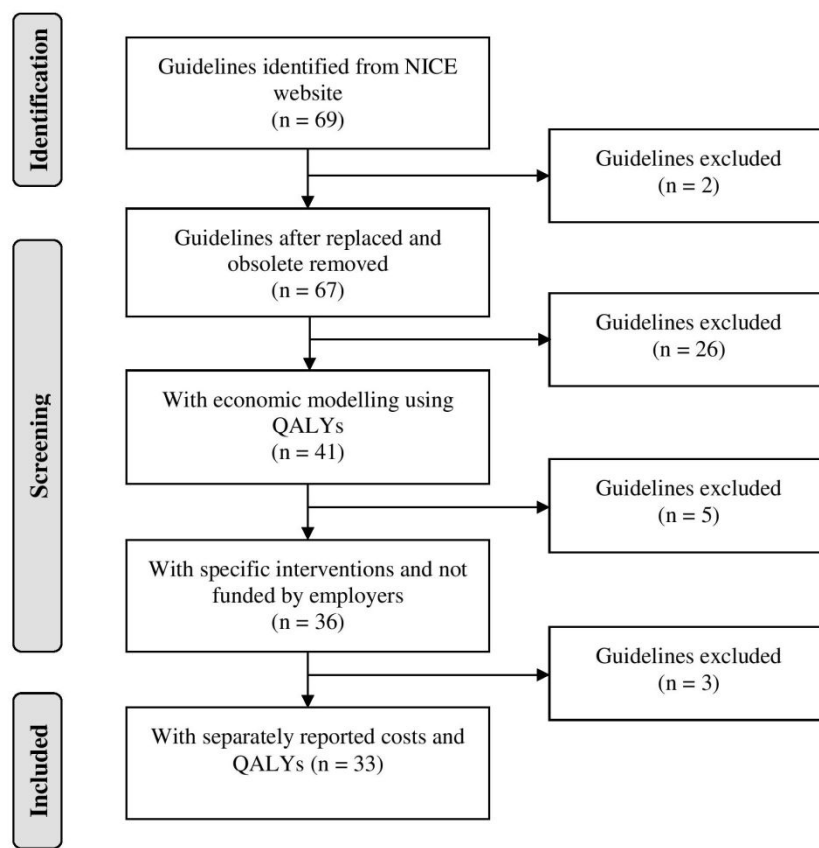 Identification
Guidelines identified from NICE
website
(n = 69)
Guidelines excluded
(n = 2)
Screening
Guidelines after replaced and
obsolete removed
(n = 67)
Guidelines excluded
(n = 26)
With economic modelling using
QALYs
(n = 41)
Guidelines excluded
(n = 5)
With specific interventions and not
funded by employers
(n = 36)
Guidelines excluded
(n = 3)
Included
With separately reported costs and
QALYs (n = 33)